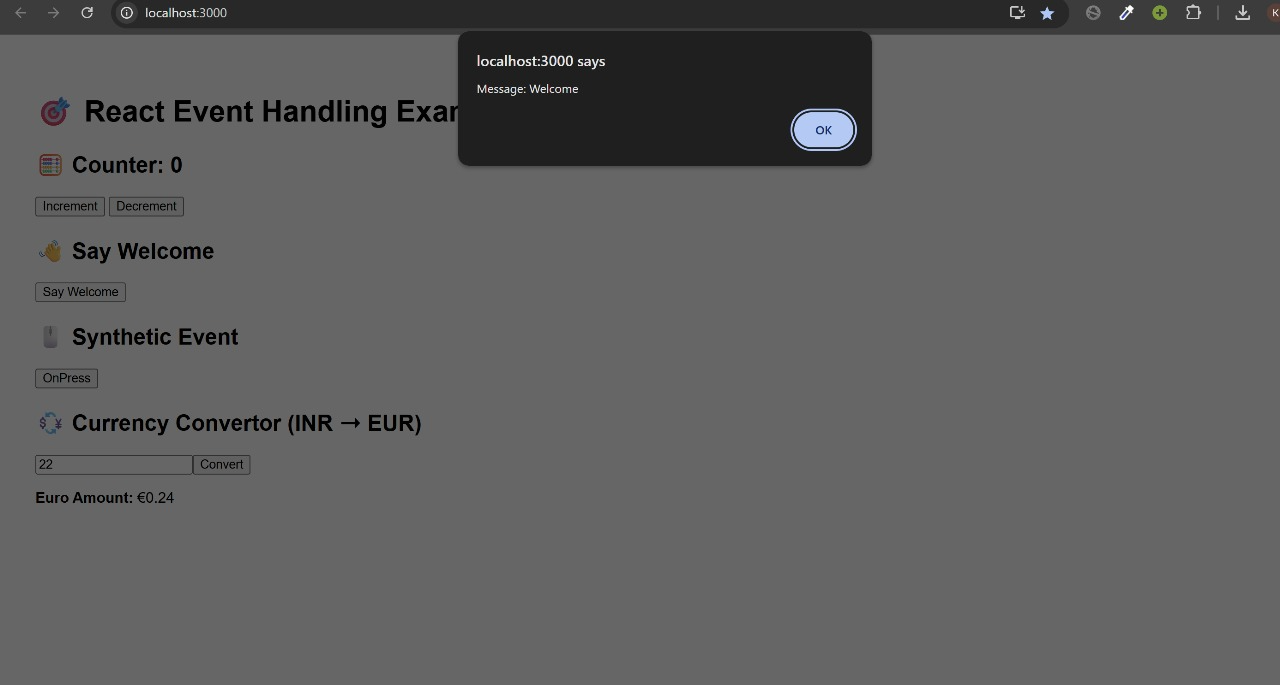 localhost:3000
K
localhost:3000 says
Message: Welcome
OK
React Event Handling Exa
Counter: 0
Increment Decrement
Say Welcome
Say Welcome
Synthetic Event
OnPress
Currency Convertor (INR → EUR)
22 Convert
Euro Amount: €0.24